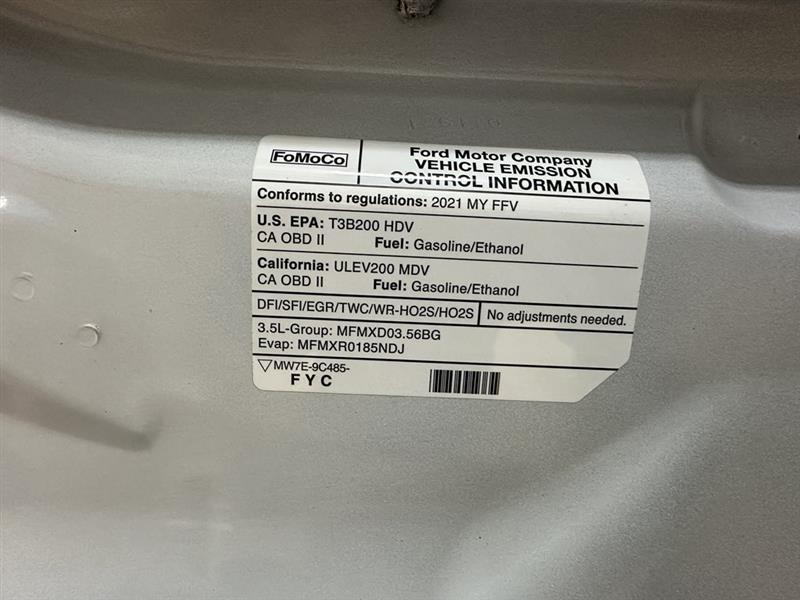 FoMoCo
Ford Motor Company
VEHICLE EMISSION
CONTROL INFORMATION
Conforms to regulations: 2021 MY FFV
U.S. EPA: T3B200 HDV
CA OBD II Fuel: Gasoline/Ethanol
California: ULEV200 MDV
CA OBD II Fuel: Gasoline/Ethanol
DFI/SFI/EGR/TWC/WR-HO2S/HO2S No adjustments needed.
3.5L-Group: MFMXD03.56BG
Evap: MFMXR0185NDJ
MW7E-9C485-
FYC